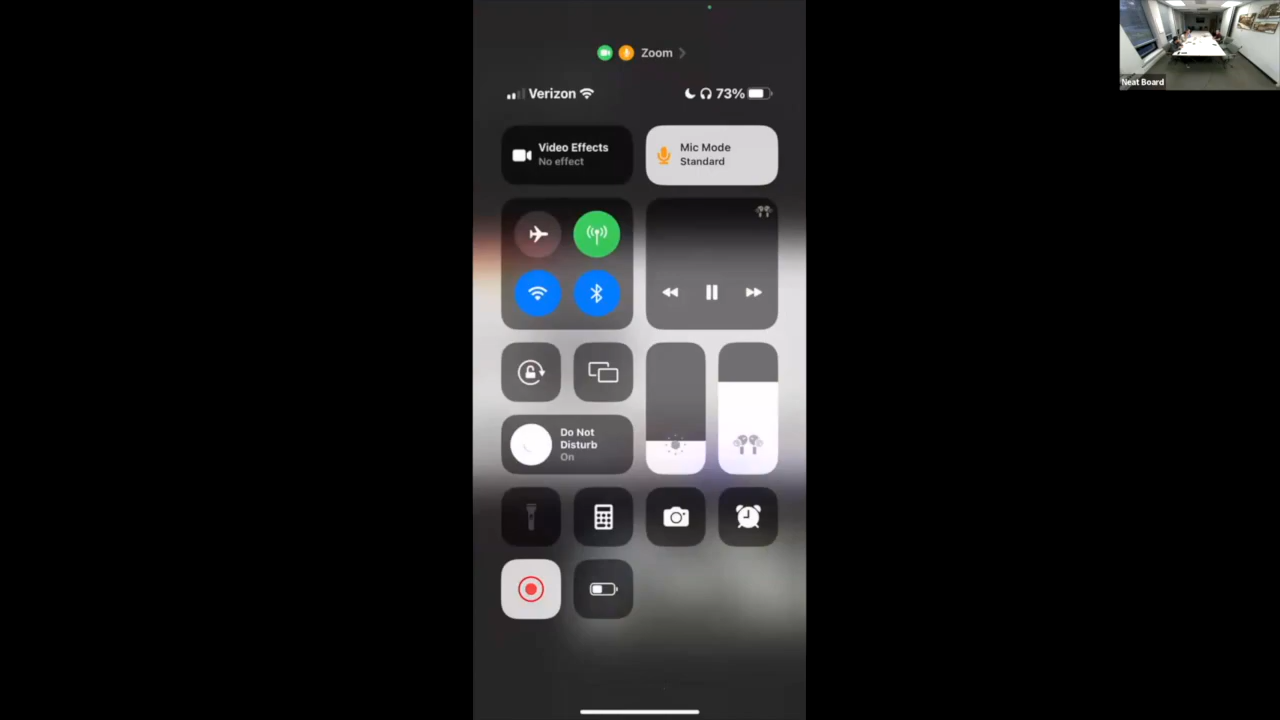 Zoom
Verizon
73%
Video Effects
No effect
Mic Mode
Standard
Do Not
Disturb
On
Neat Board